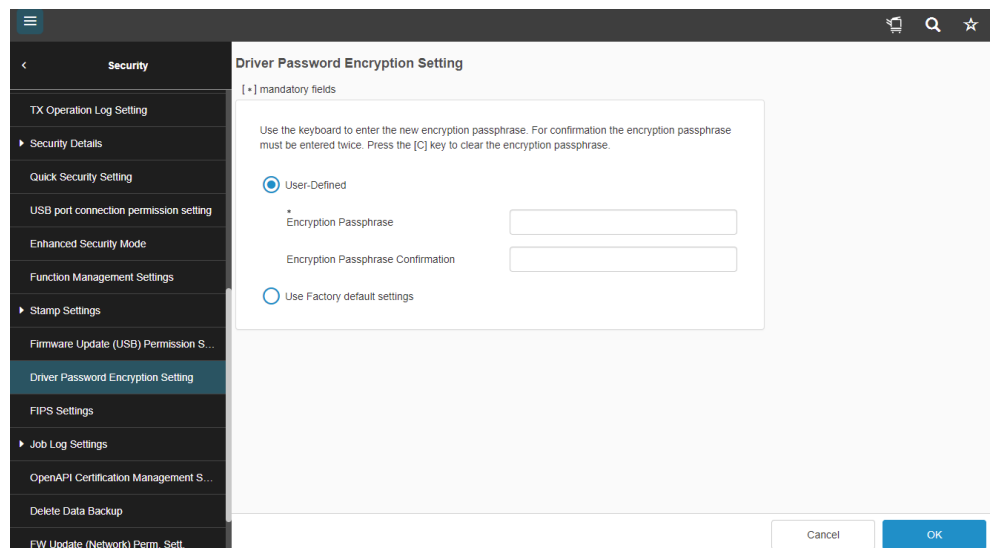 Security
TX Operation Log Setting
Security Details
Quick Security Setting
USB port connection permission setting
Enhanced Security Mode
Function Management Settings
Stamp Settings
Firmware Update (USB) Permission S...
Driver Password Encryption Setting
FIPS Settings
Job Log Settings
OpenAPI Certification Management S...
Delete Data Backup
FW Update (Network) Perm. Sett.
Driver Password Encryption Setting
[*] mandatory fields
Use the keyboard to enter the new encryption passphrase. For confirmation the encryption passphrase
must be entered twice. Press the [C] key to clear the encryption passphrase.
User-Defined
*
Encryption Passphrase
Encryption Passphrase Confirmation
Use Factory default settings
Cancel
OK